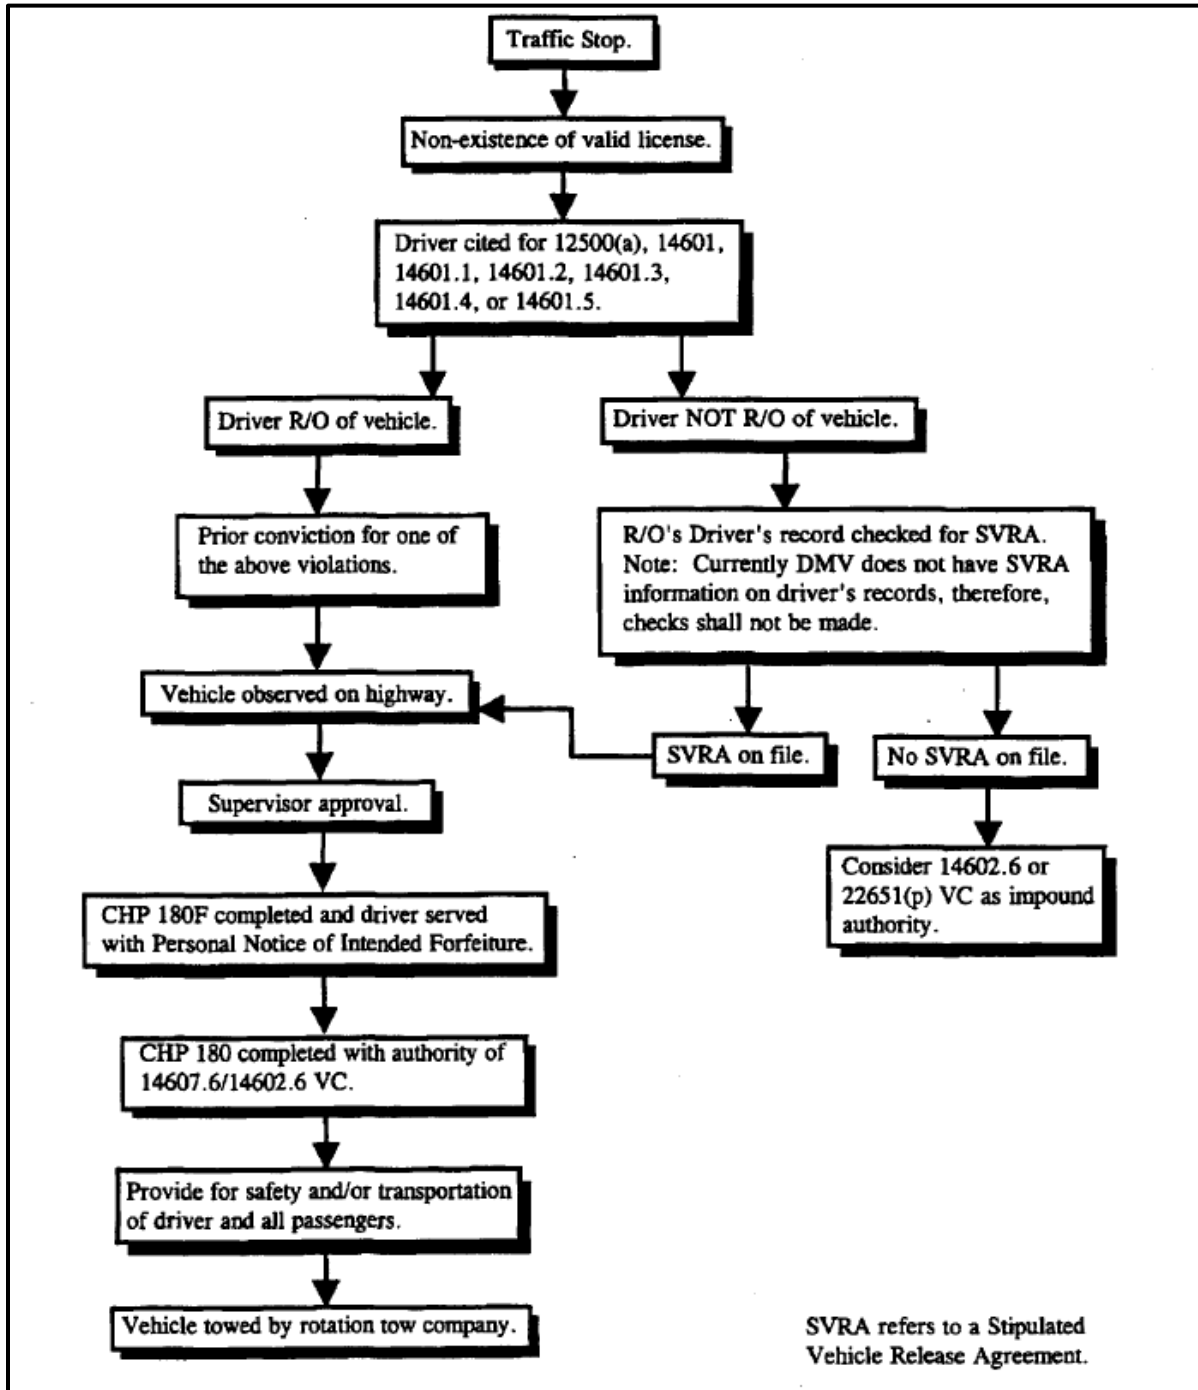 Traffic Stop.
Non-existence of valid license.
Driver cited for 12500(a), 14601,
14601.1, 14601.2, 14601.3,
14601.4, or 14601.5.
Driver R/O of vehicle.
Driver NOT R/O of vehicle.
Prior conviction for one of
the above violations.
R/O's Driver's record checked for SVRA.
Note: Currently DMV does not have SVRA
information on driver's records, therefore,
checks shall not be made.
Vehicle observed on highway.
SVRA on file.
No SVRA on file.
Supervisor approval.
Consider 14602.6 or
22651(p) VC as impound
authority.
CHP 180F completed and driver served
with Personal Notice of Intended Forfeiture.
CHP 180 completed with authority of
14607.6/14602.6 VC.
Provide for safety and/or transportation
of driver and all passengers.
Vehicle towed by rotation tow company.
SVRA refers to a Stipulated
Vehicle Release Agreement.